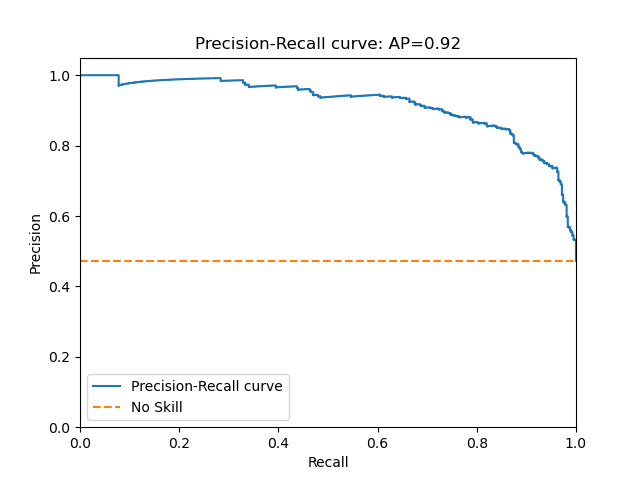 Precision-Recall curve: AP=0.92
1.0
0.8
0.6
0.4
0.2
0.0
Precision
Precision-Recall curve
No Skill
0.0 0.2 0.4 0.6 0.8 1.0
Recall